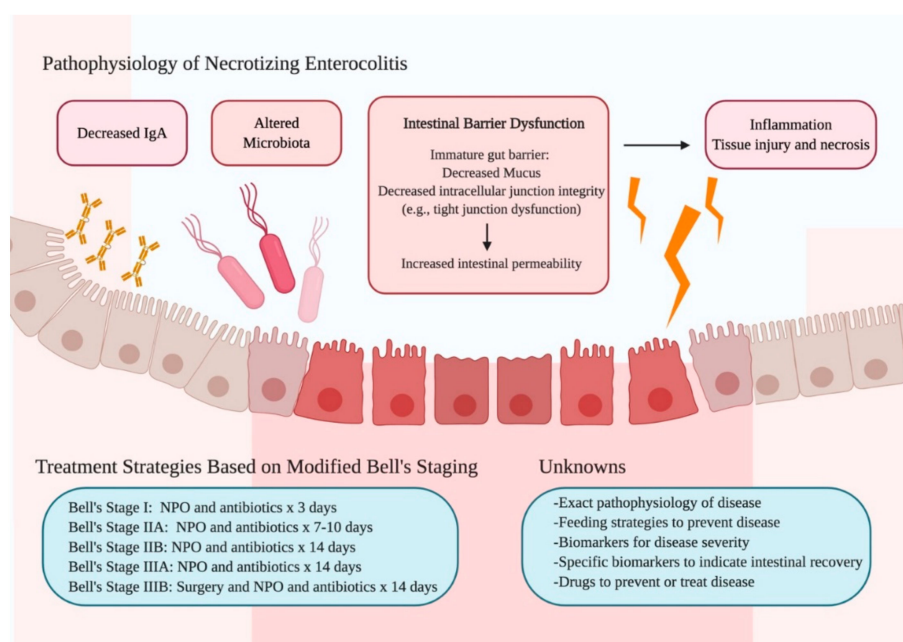 Pathophysiology of Necrotizing Enterocolitis
Decreased IgA
Altered
Microbiota
Intestinal Barrier Dysfunction
Immature gut barrier:
Decreased Mucus
Decreased intracellular junction integrity
(e.g., tight junction dysfunction)
Increased intestinal permeability
Inflammation
Tissue injury and necrosis
Treatment Strategies Based on Modified Bell's Staging
Bell's Stage I: NPO and antibiotics x 3 days
Bell's Stage IIA: NPO and antibiotics x 7-10 days
Bell's Stage IIB: NPO and antibiotics x 14 days
Bell's Stage IIIA: NPO and antibiotics x 14 days
Bell's Stage IIIB: Surgery and NPO and antibiotics x 14 days
Unknowns
-Exact pathophysiology of disease
-Feeding strategies to prevent disease
-Biomarkers for disease severity
-Specific biomarkers to indicate intestinal recovery
-Drugs to prevent or treat disease